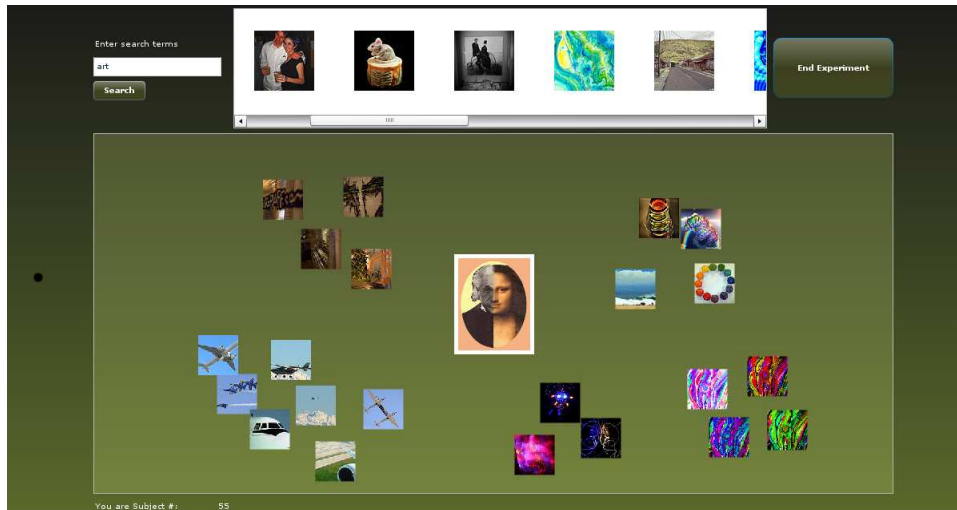 Enter search terms
art
Search
End Experiment
You are Subject #: 55